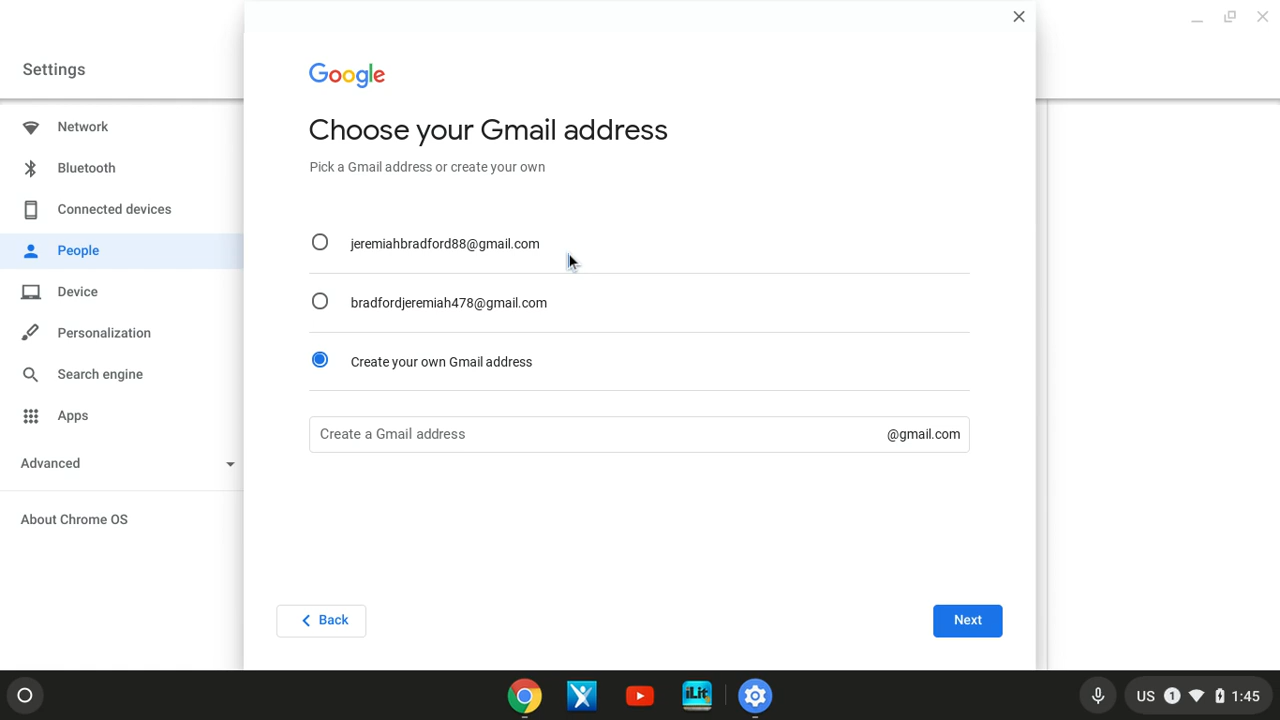 Settings
Network
Bluetooth
Connected devices
People
Device
Personalization
Search engine
Apps
Advanced
About Chrome OS
Google
Choose your Gmail address
Pick a Gmail address or create your own
jeremiahbradford88@gmail.com
bradfordjeremiah478@gmail.com
Create your own Gmail address
Create a Gmail address @gmail.com
Back
Next
iLit
US 1 1:45